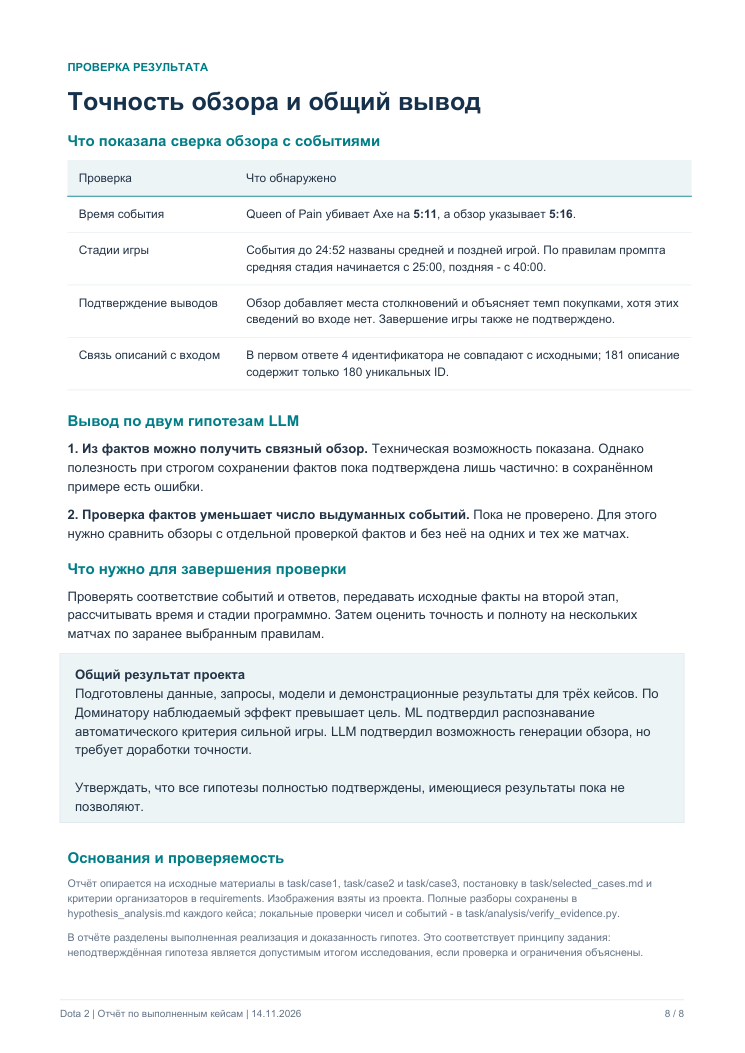 ПРОВЕРКА РЕЗУЛЬТАТА
Точность обзора и общий вывод
Что показала сверка обзора с событиями
Проверка Что обнаружено
Время события Queen of Pain убивает Axe на 5:11, а обзор указывает 5:16.
Стадии игры События до 24:52 названы средней и поздней игрой. По правилам промпта
средняя стадия начинается с 25:00, поздняя - с 40:00.
Подтверждение выводов Обзор добавляет места столкновений и объясняет темп покупками, хотя этих
сведений во входе нет. Завершение игры также не подтверждено.
Связь описаний с входом В первом ответе 4 идентификатора не совпадают с исходными; 181 описание
содержит только 180 уникальных ID.
Вывод по двум гипотезам LLM
1. Из фактов можно получить связный обзор. Техническая возможность показана. Однако
полезность при строгом сохранении фактов пока подтверждена лишь частично: в сохранённом
примере есть ошибки.
2. Проверка фактов уменьшает число выдуманных событий. Пока не проверено. Для этого
нужно сравнить обзоры с отдельной проверкой фактов и без неё на одних и тех же матчах.
Что нужно для завершения проверки
Проверять соответствие событий и ответов, передавать исходные факты на второй этап,
рассчитывать время и стадии программно. Затем оценить точность и полноту на нескольких
матчах по заранее выбранным правилам.
Общий результат проекта
Подготовлены данные, запросы, модели и демонстрационные результаты для трёх кейсов. По
Доминатору наблюдаемый эффект превышает цель. ML подтвердил распознавание
автоматического критерия сильной игры. LLM подтвердил возможность генерации обзора, но
требует доработки точности.
Утверждать, что все гипотезы полностью подтверждены, имеющиеся результаты пока не
позволяют.
Основания и проверяемость
Отчёт опирается на исходные материалы в task/case1, task/case2 и task/case3, постановку в task/selected_cases.md и
критерии организаторов в requirements. Изображения взяты из проекта. Полные разборы сохранены в
hypothesis_analysis.md каждого кейса; локальные проверки чисел и событий - в task/analysis/verify_evidence.py.
В отчёте разделены выполненная реализация и доказанность гипотез. Это соответствует принципу задания:
неподтверждённая гипотеза является допустимым итогом исследования, если проверка и ограничения объяснены.
Dota 2 | Отчёт по выполненным кейсам | 14.11.2026 8 / 8